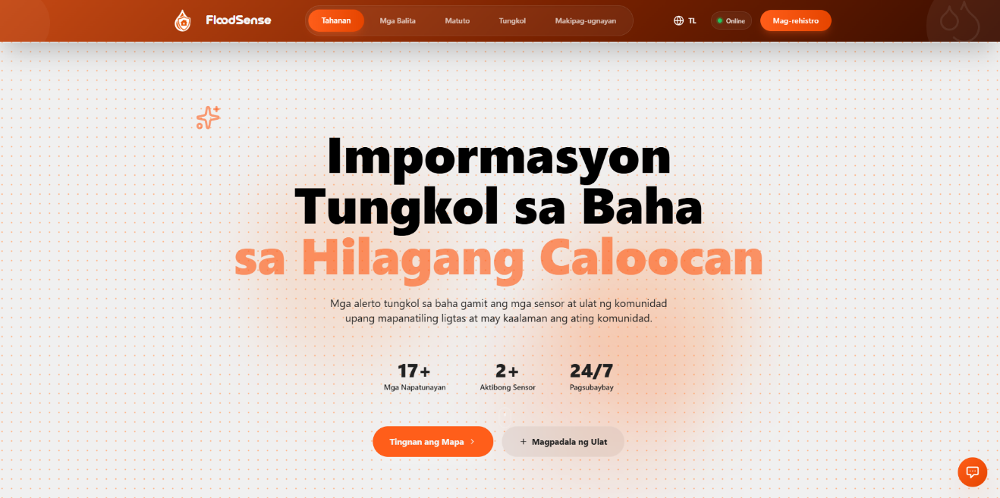 FloodSense
Tahanan
Mga Balita
Matuto
Tungkol
Makipag-ugnayan
TL
Online
Mag-rehistro
Impormasyon
Tungkol sa Baha
sa Hilagang Caloocan
Mga alerto tungkol sa baha gamit ang mga sensor at ulat ng komunidad
upang mapanatiling ligtas at may kaalaman ang ating komunidad.
17+
Mga Napatunayan
2+
Aktibong Sensor
24/7
Pagsubaybay
Tingnan ang Mapa
+ Magpadala ng Ulat